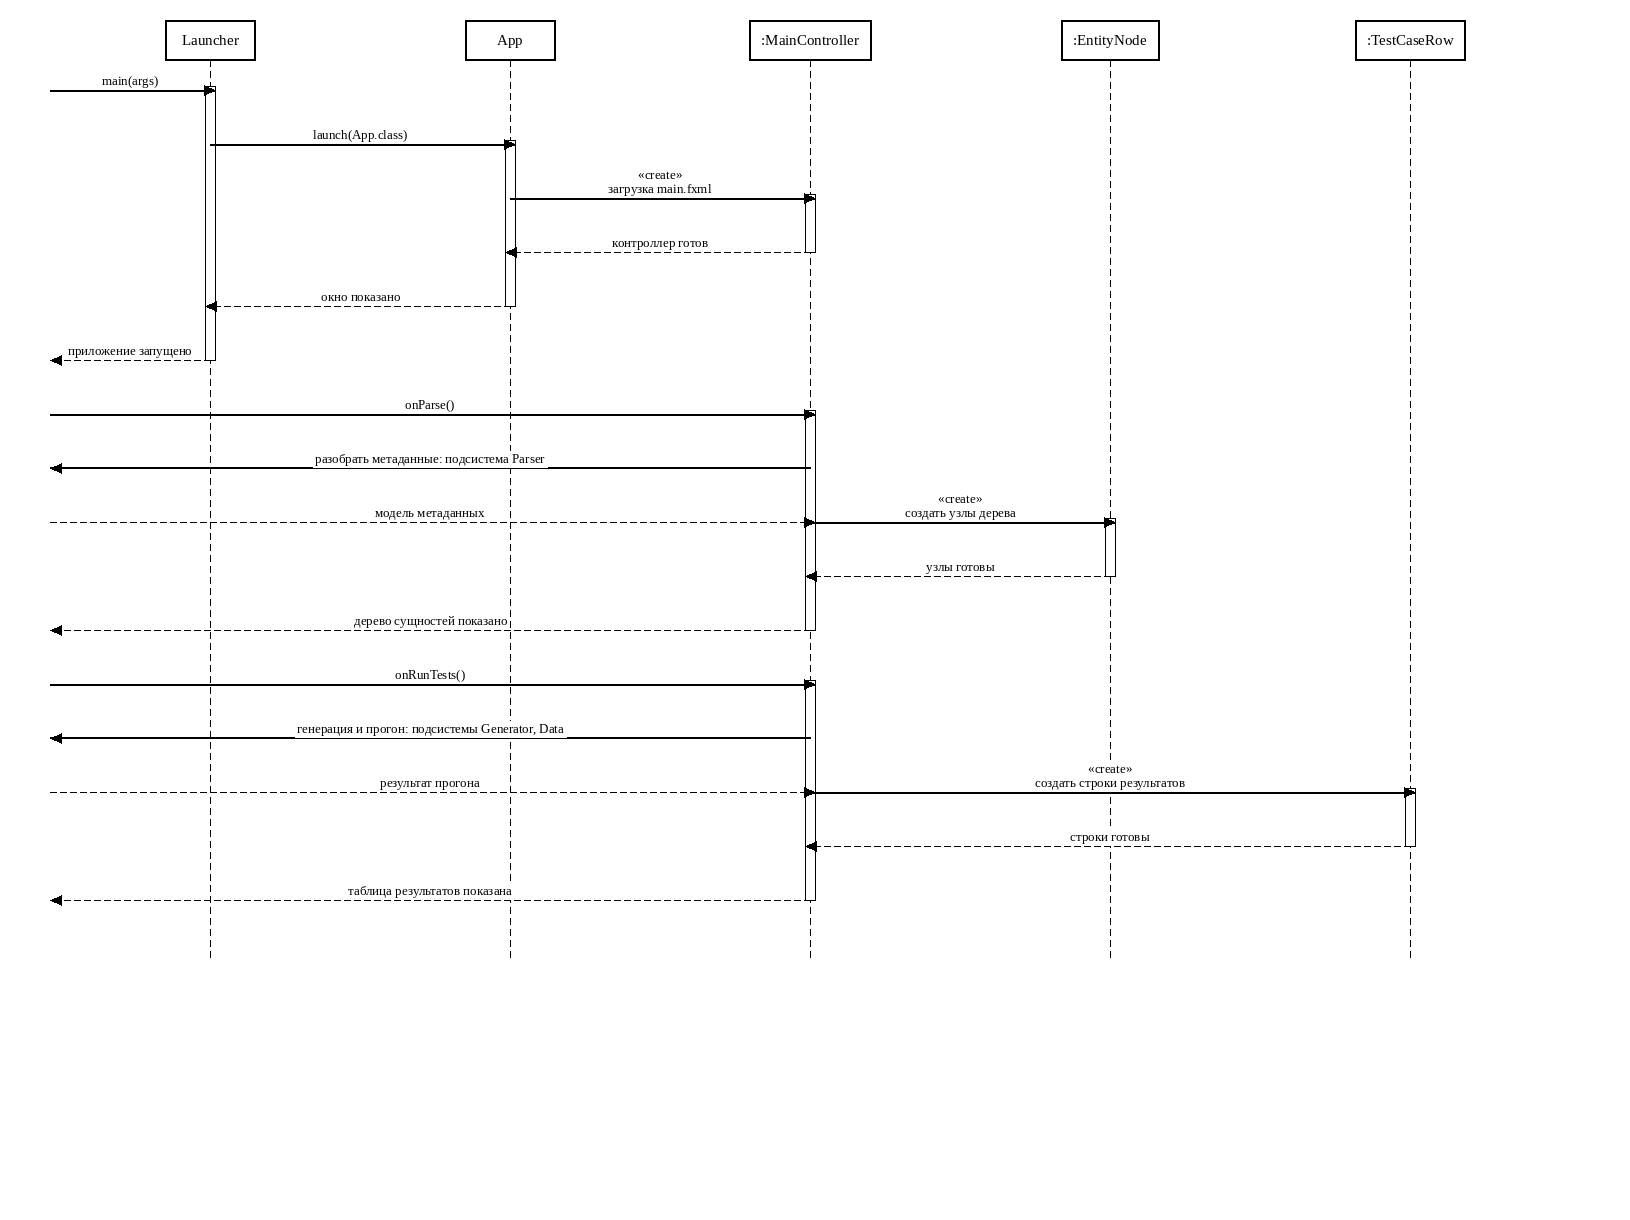 Launcher
App
:MainController
:EntityNode
:TestCaseRow
main(args)
launch(App.class)
«create»
загрузка main.fxml
контроллер готов
окно показано
приложение запущено
onParse()
разобрать метаданные: подсистема Parser
модель метаданных
«create»
создать узлы дерева
узлы готовы
дерево сущностей показано
onRunTests()
генерация и прогон: подсистемы Generator, Data
результат прогона
«create»
создать строки результатов
строки готовы
таблица результатов показана